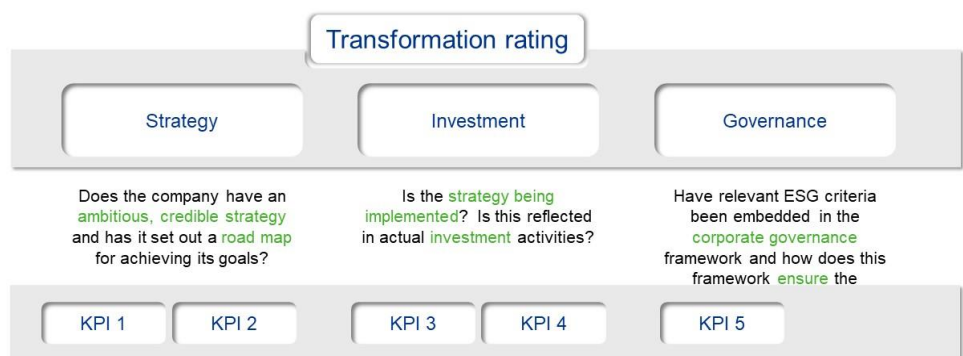 Transformation rating
Strategy
Investment
Governance
Does the company have an
ambitious, credible strategy
and has it set out a road map
for achieving its goals?
Is the strategy being
implemented? Is this reflected
in actual investment activities?
Have relevant ESG criteria
been embedded in the
corporate governance
framework and how does this
framework ensure the
KPI 1
KPI 2
KPI 3
KPI 4
KPI 5